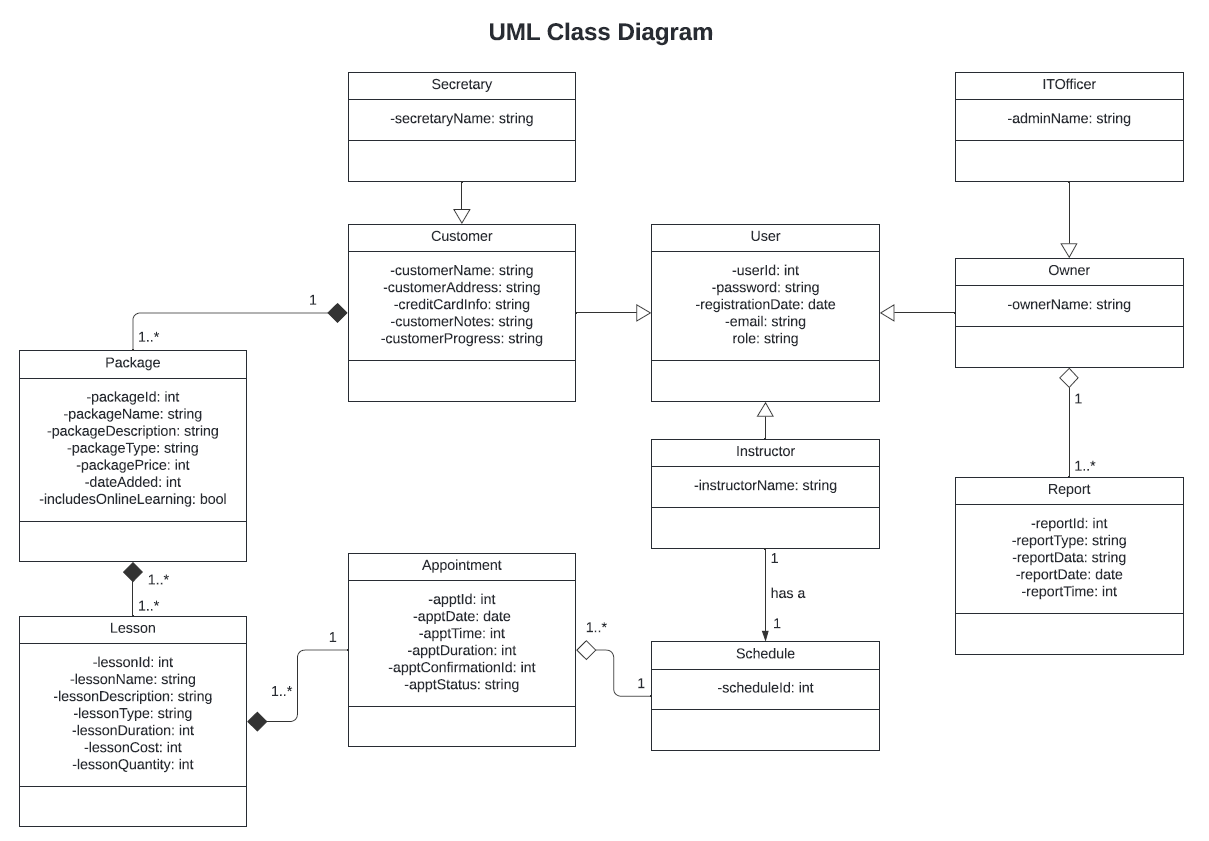 UML Class Diagram
Secretary
-secretaryName: string
ITOfficer
-adminName: string
Customer
-customerName: string
-customerAddress: string
-creditCardInfo: string
-customerNotes: string
-customerProgress: string
User
-userId: int
-password: string
-registrationDate: date
-email: string
role: string
Owner
-ownerName: string
1
1..*
Package
-packageId: int
-packageName: string
-packageDescription: string
-packageType: string
-packagePrice: int
-dateAdded: int
-includesOnlineLearning: bool
1
1..*
Instructor
-instructorName: string
Report
-reportId: int
-reportType: string
-reportData: string
-reportDate: date
-reportTime: int
1..*
1..*
Lesson
-lessonId: int
-lessonName: string
-lessonDescription: string
-lessonType: string
-lessonDuration: int
-lessonCost: int
-lessonQuantity: int
1
1..*
Appointment
-apptId: int
-apptDate: date
-apptTime: int
-apptDuration: int
-apptConfirmationId: int
-apptStatus: string
1..*
1
1
has a
1
Schedule
-scheduleId: int